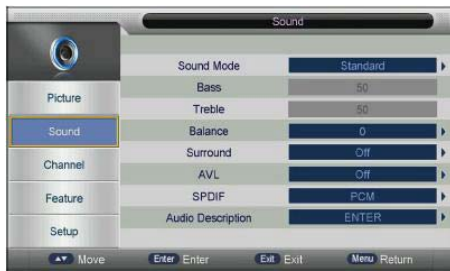 Sound
Sound Mode Standard
Bass 50
Treble 50
Balance 0
Surround Off
AVL Off
SPDIF PCM
Audio Description ENTER
Picture
Sound
Channel
Feature
Setup
Move Enter Enter Exit Exit Menu Return